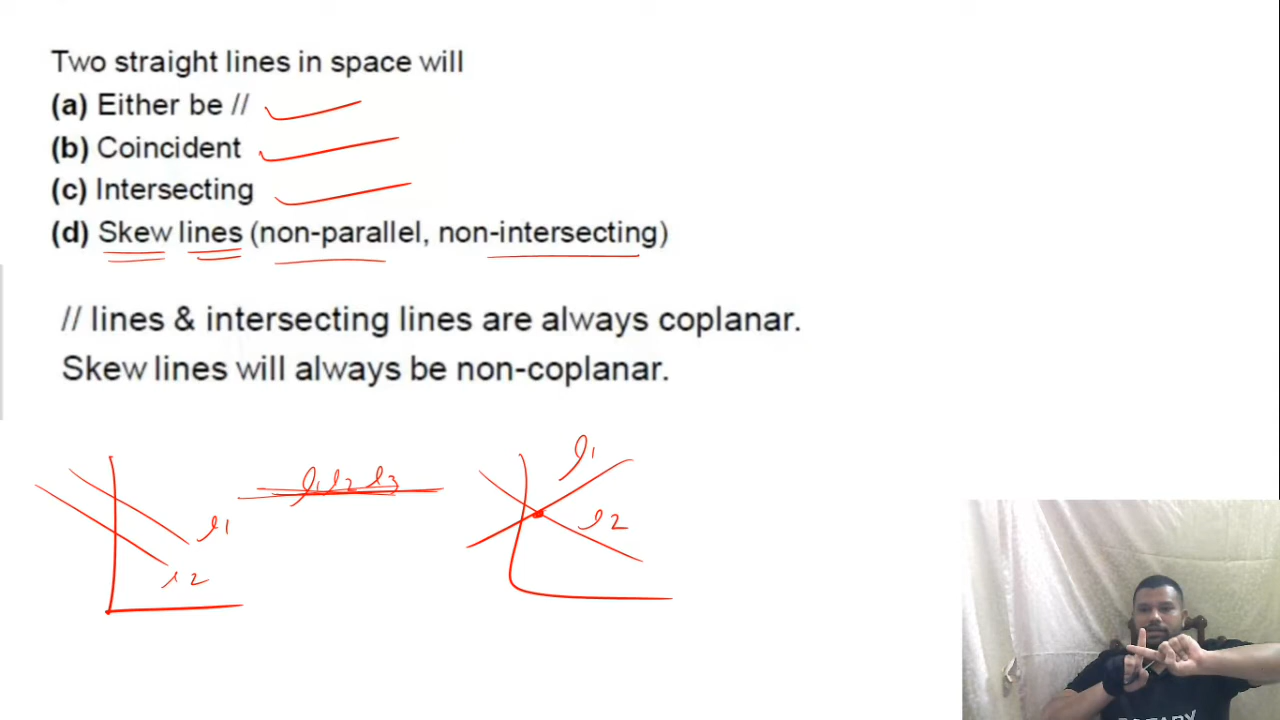 Two straight lines in space will
(a) Either be //
(b) Coincident
(c) Intersecting
(d) Skew lines (non-parallel, non-intersecting)
// lines & intersecting lines are always coplanar.
Skew lines will always be non-coplanar.
l1
l2
l1 l2 l3
l1
l2